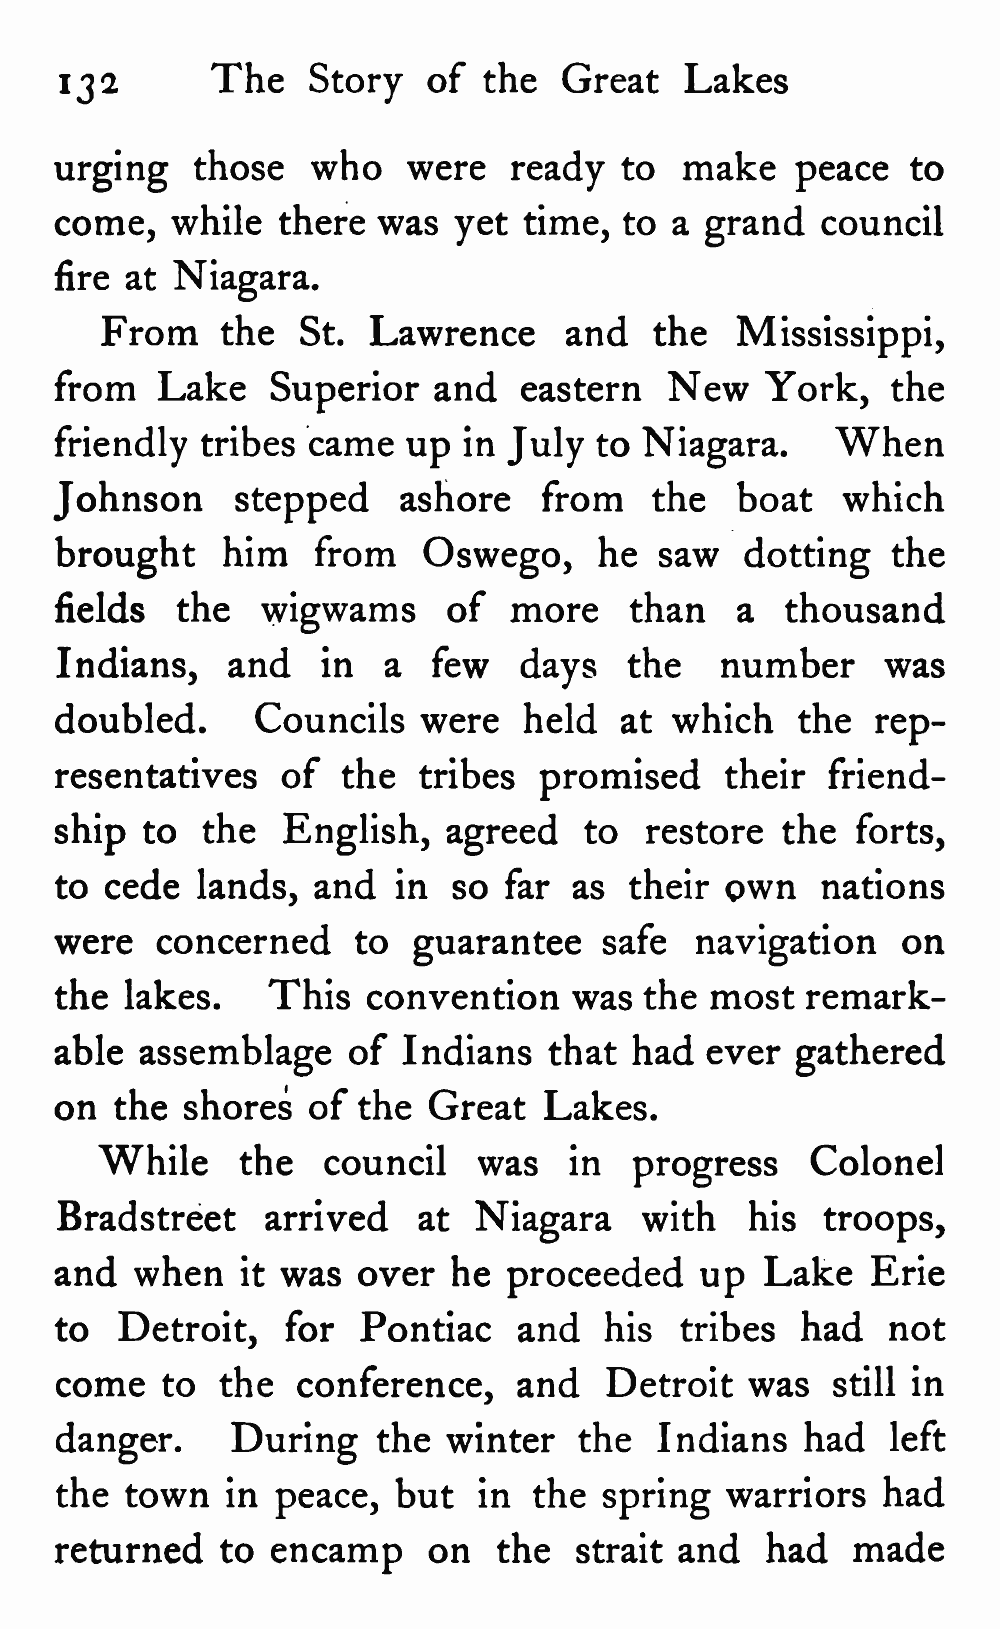 132 The Story of the Great Lakes
urging those who were ready to make peace to
come, while there was yet time, to a grand council
fire at Niagara.
From the St. Lawrence and the Mississippi,
from Lake Superior and eastern New York, the
friendly tribes came up in July to Niagara. When
Johnson stepped ashore from the boat which
brought him from Oswego, he saw dotting the
fields the wigwams of more than a thousand
Indians, and in a few days the number was
doubled. Councils were held at which the rep-
resentatives of the tribes promised their friend-
ship to the English, agreed to restore the forts,
to cede lands, and in so far as their own nations
were concerned to guarantee safe navigation on
the lakes. This convention was the most remark-
able assemblage of Indians that had ever gathered
on the shores of the Great Lakes.
While the council was in progress Colonel
Bradstreet arrived at Niagara with his troops,
and when it was over he proceeded up Lake Erie
to Detroit, for Pontiac and his tribes had not
come to the conference, and Detroit was still in
danger. During the winter the Indians had left
the town in peace, but in the spring warriors had
returned to encamp on the strait and had made